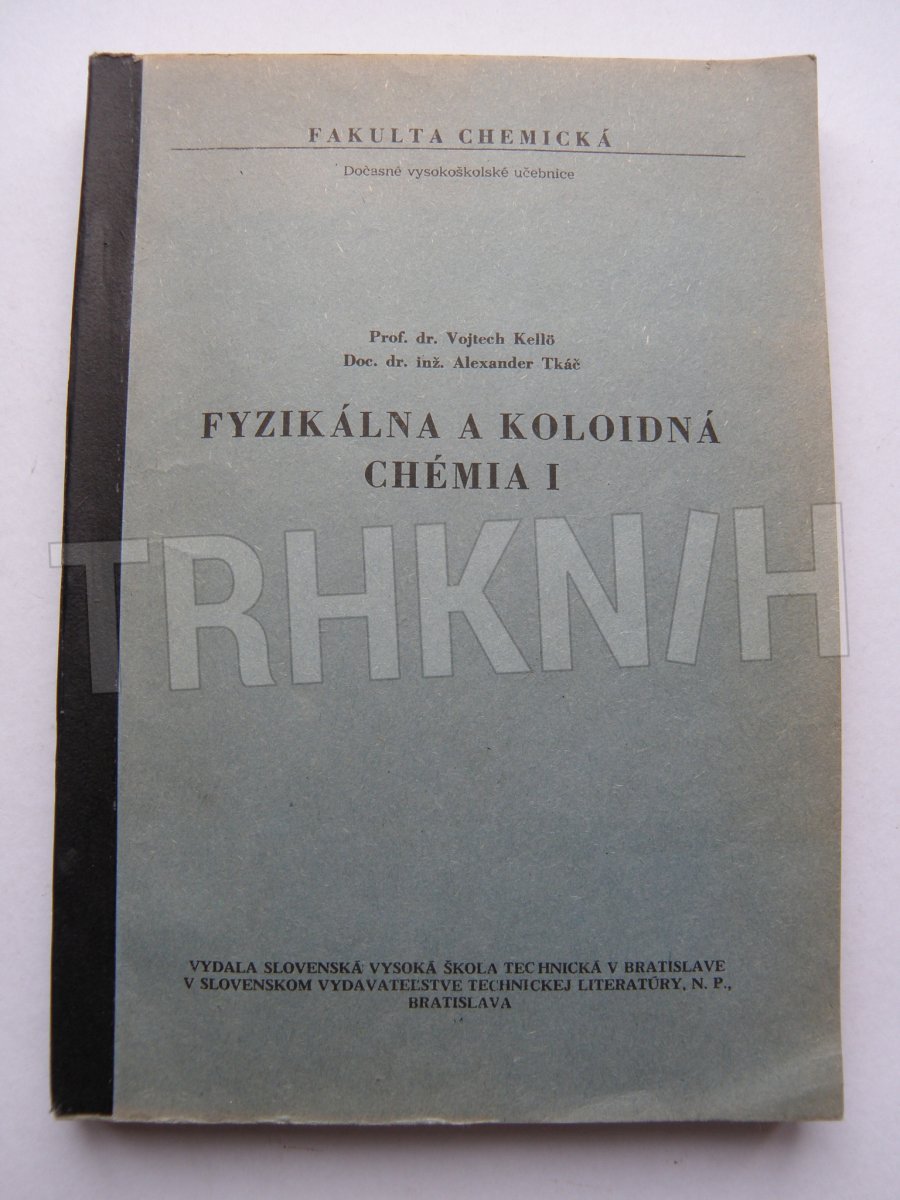 FAKULTA CHEMICKÁ
Dočasné vysokoškolské učebnice
Prof. dr. Vojtech Kellö
Doc. dr. inž. Alexander Tkáč
FYZIKÁLNA A KOLOIDNÁ
CHÉMIA I
TRHKN/H
VYDALA SLOVENSKÁ VYSOKÁ ŠKOLA TECHNICKÁ V BRATISLAVE
V SLOVENSKOM VYDAVATEĽSTVE TECHNICKEJ LITERATÚRY, N. P.,
BRATISLAVA